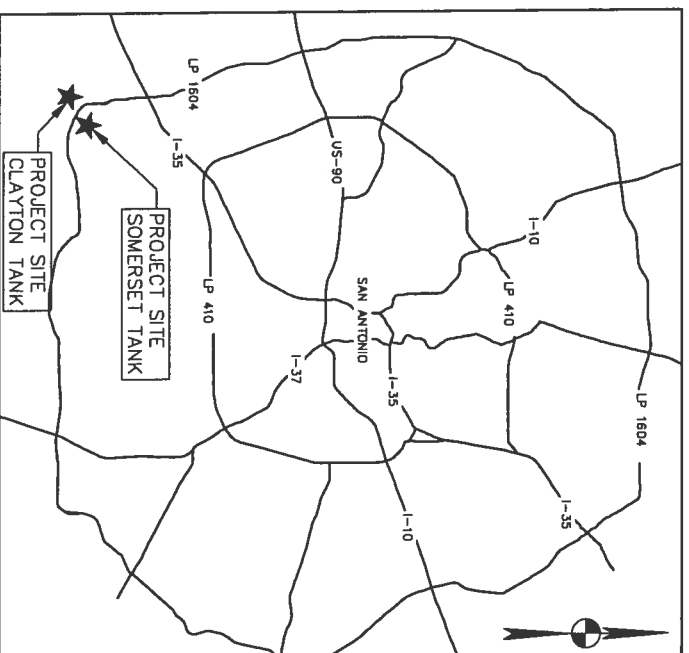 LP 1604
I-10
LP 410
LP 1604
I-35
US-90
SAN ANTONIO
I-35
I-35
I-37
LP 410
I-10
PROJECT SITE
SOMERSET TANK
PROJECT SITE
CLAYTON TANK